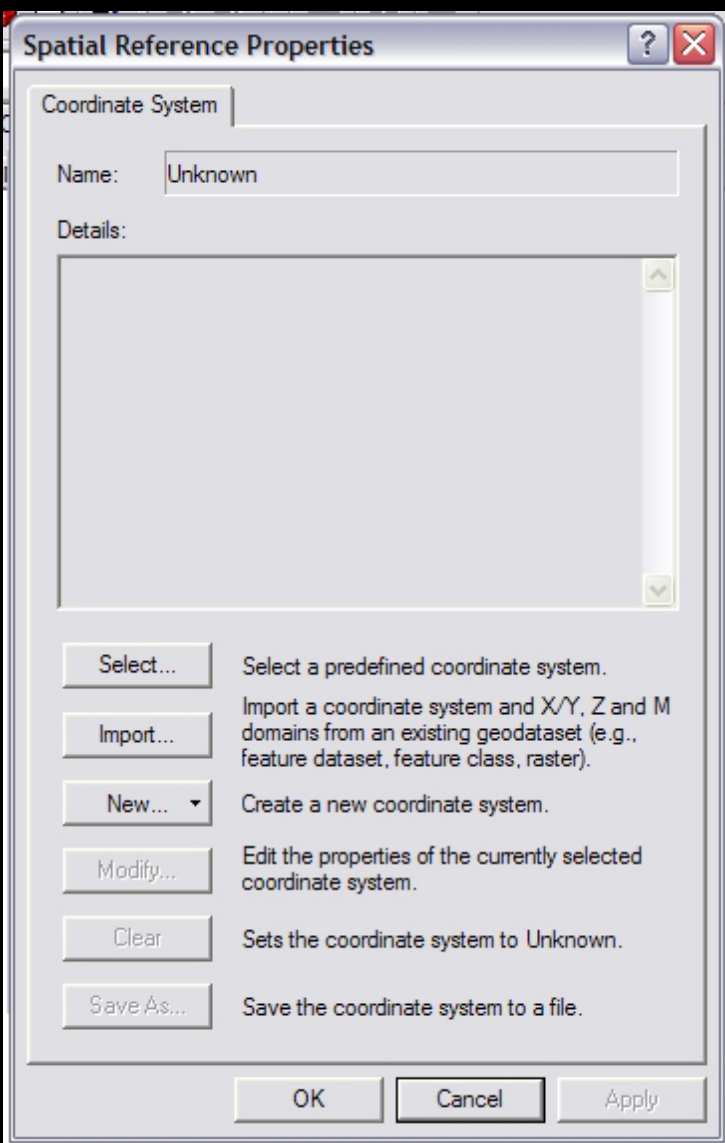 Spatial Reference Properties
Coordinate System
Name: Unknown
Details:
Select... Select a predefined coordinate system.
Import... Import a coordinate system and X/Y, Z and M
domains from an existing geodataset (e.g.,
feature dataset, feature class, raster).
New... Create a new coordinate system.
Modify... Edit the properties of the currently selected
coordinate system.
Clear Sets the coordinate system to Unknown.
Save As... Save the coordinate system to a file.
OK Cancel Apply